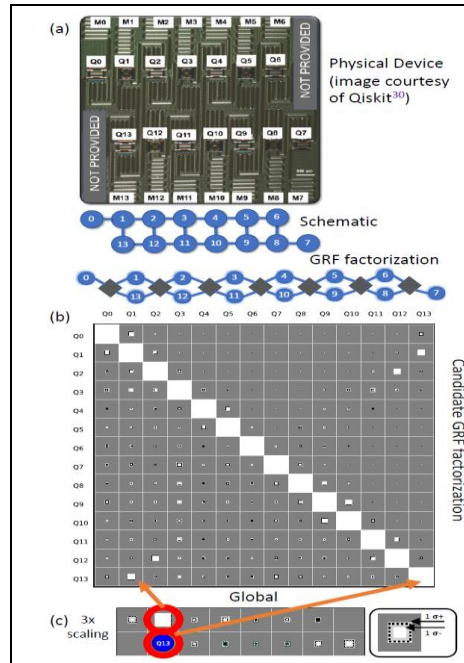 (a)
M0 M1 M2 M3 M4 M5 M6
Q0 Q1 Q2 Q3 Q4 Q5 Q6
NOT PROVIDED
NOT PROVIDED
Q13 Q12 Q11 Q10 Q9 Q8 Q7
M13 M12 M11 M10 M9 M8 M7
Physical Device
(image courtesy
of Qiskit30)
0 1 2 3 4 5 6
13 12 11 10 9 8 7
Schematic
GRF factorization
0 1 2 3 4 5 6
13 12 11 10 9 8 7
(b)
Q0 Q1 Q2 Q3 Q4 Q5 Q6 Q7 Q8 Q9 Q10 Q11 Q12 Q13
Q0
Q1
Q2
Q3
Q4
Q5
Q6
Q7
Q8
Q9
Q10
Q11
Q12
Q13
Candidate GRF factorization
Global
(c) 3x
scaling
Q13
1 σ+
1 σ-